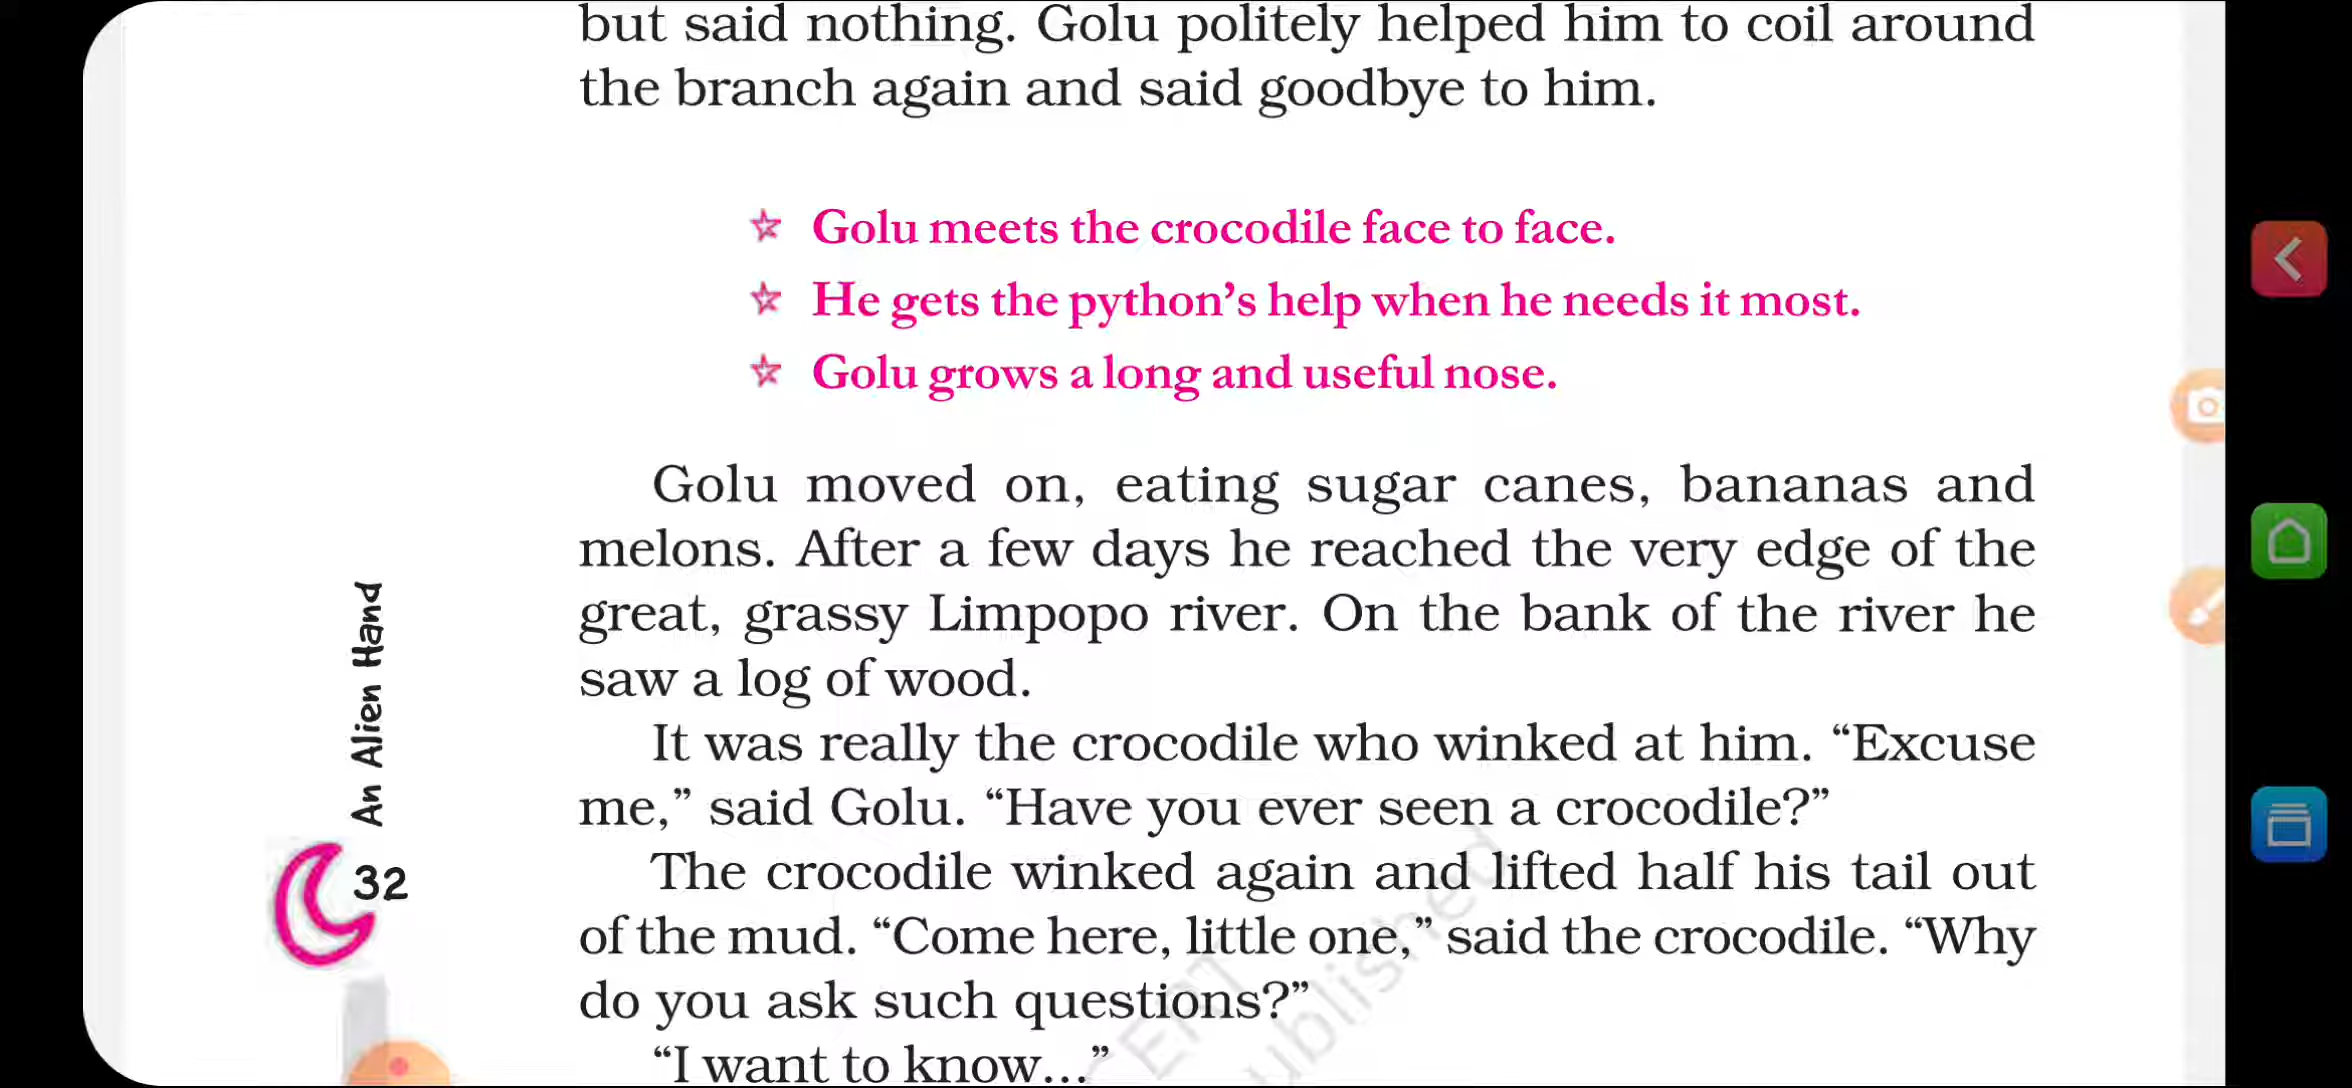 but said nothing. Golu politely helped him to coil around
the branch again and said goodbye to him.
☆ Golu meets the crocodile face to face.
☆ He gets the python’s help when he needs it most.
☆ Golu grows a long and useful nose.
Golu moved on, eating sugar canes, bananas and
melons. After a few days he reached the very edge of the
great, grassy Limpopo river. On the bank of the river he
saw a log of wood.
It was really the crocodile who winked at him. “Excuse
me,” said Golu. “Have you ever seen a crocodile?”
The crocodile winked again and lifted half his tail out
of the mud. “Come here, little one,” said the crocodile. “Why
do you ask such questions?”
“I want to know...”
An Alien Hand
32